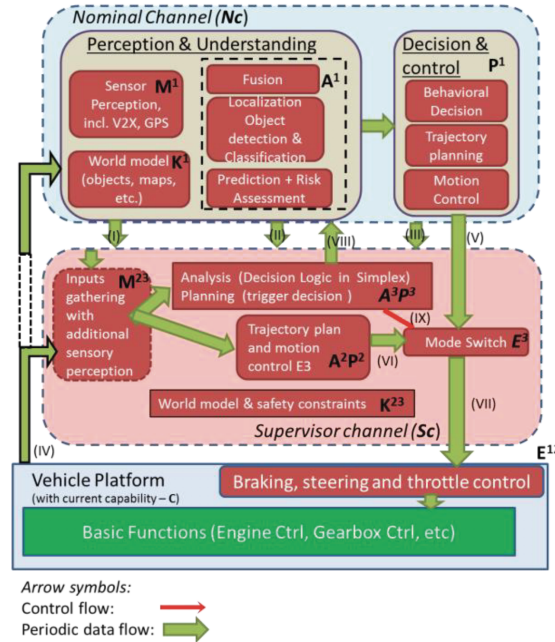 Nominal Channel (Nc)
Perception & Understanding
Sensor M¹
Perception,
incl. V2X, GPS
World model K¹
(objects, maps,
etc.)
Fusion
A¹
Localization
Object
detection &
Classification
Prediction + Risk
Assessment
Decision &
control P¹
Behavioral
Decision
Trajectory
planning
Motion
Control
(I)
(II)
(VIII)
(III)
(V)
Inputs M²³
gathering
with
additional
sensory
perception
Analysis (Decision Logic in Simplex)
Planning (trigger decision ) A³P³
(IX)
Trajectory plan
and motion
control E3 A²P²
(VI)
Mode Switch E³
World model & safety constraints K²³
(VII)
Supervisor channel (Sc)
(IV)
Vehicle Platform
(with current capability – C)
Braking, steering and throttle control
Basic Functions (Engine Ctrl, Gearbox Ctrl, etc)
Arrow symbols:
Control flow:
Periodic data flow: